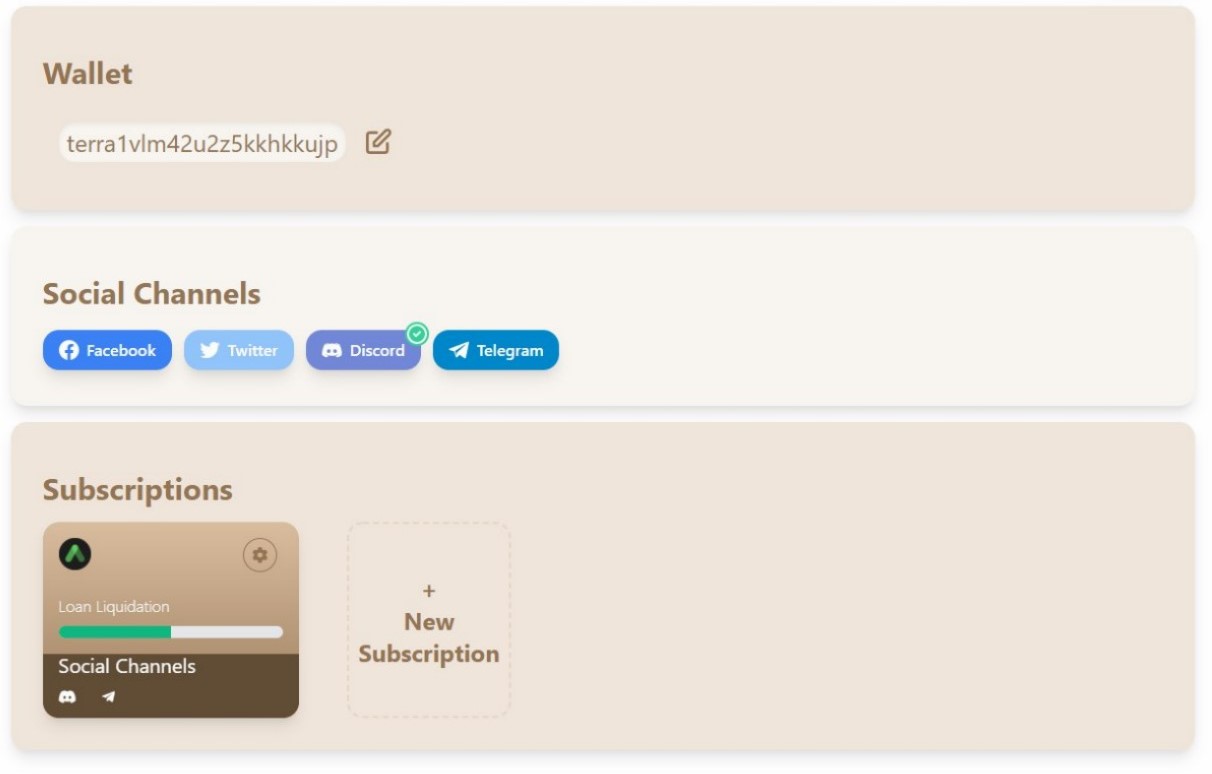 Wallet
terra1vlm42u2z5kkhkkujp
Social Channels
Facebook Twitter Discord Telegram
Subscriptions
Loan Liquidation
Social Channels
+
New
Subscription